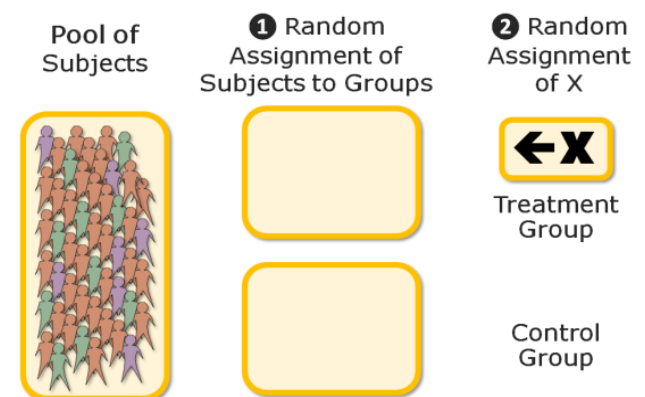 Pool of
Subjects
❶ Random
Assignment of
Subjects to Groups
❷ Random
Assignment
of X
←X
Treatment
Group
Control
Group